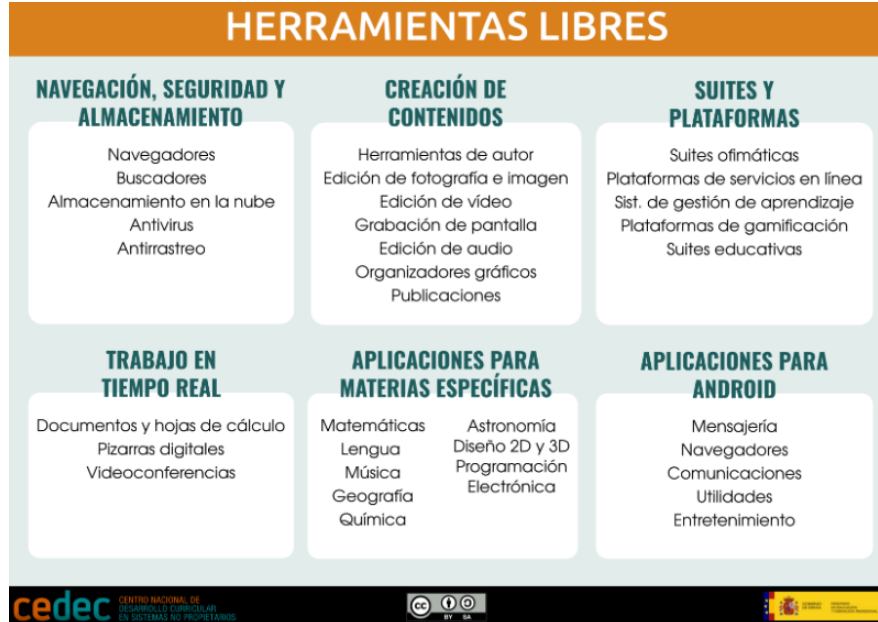 HERRAMIENTAS LIBRES
NAVEGACIÓN, SEGURIDAD Y
ALMACENAMIENTO
Navegadores
Buscadores
Almacenamiento en la nube
Antivirus
Antirrastreo
CREACIÓN DE
CONTENIDOS
Herramientas de autor
Edición de fotografía e imagen
Edición de vídeo
Grabación de pantalla
Edición de audio
Organizadores gráficos
Publicaciones
SUITES Y
PLATAFORMAS
Suites ofimáticas
Plataformas de servicios en línea
Sist. de gestión de aprendizaje
Plataformas de gamificación
Suites educativas
TRABAJO EN
TIEMPO REAL
Documentos y hojas de cálculo
Pizarras digitales
Videoconferencias
APLICACIONES PARA
MATERIAS ESPECÍFICAS
Matemáticas
Lengua
Música
Geografía
Química
Astronomía
Diseño 2D y 3D
Programación
Electrónica
APLICACIONES PARA
ANDROID
Mensajería
Navegadores
Comunicaciones
Utilidades
Entretenimiento
cedec
CENTRO NACIONAL DE
DESARROLLO CURRICULAR
EN SISTEMAS NO PROPIETARIOS
cc
BY SA